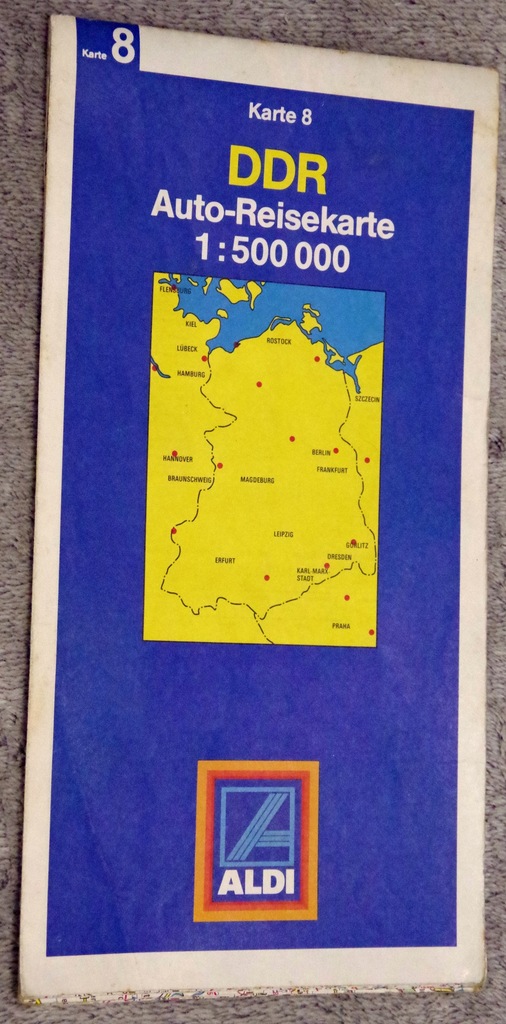 Karte 8
Karte 8
DDR
Auto-Reisekarte
1:500 000
FLENSBURG
KIEL
ROSTOCK
LÜBECK
HAMBURG
SZCZECIN
HANNOVER
BERLIN
FRANKFURT
BRAUNSCHWEIG
MAGDEBURG
LEIPZIG
GÖRLITZ
DRESDEN
ERFURT
KARL-MARX-
STADT
PRAHA
ALDI